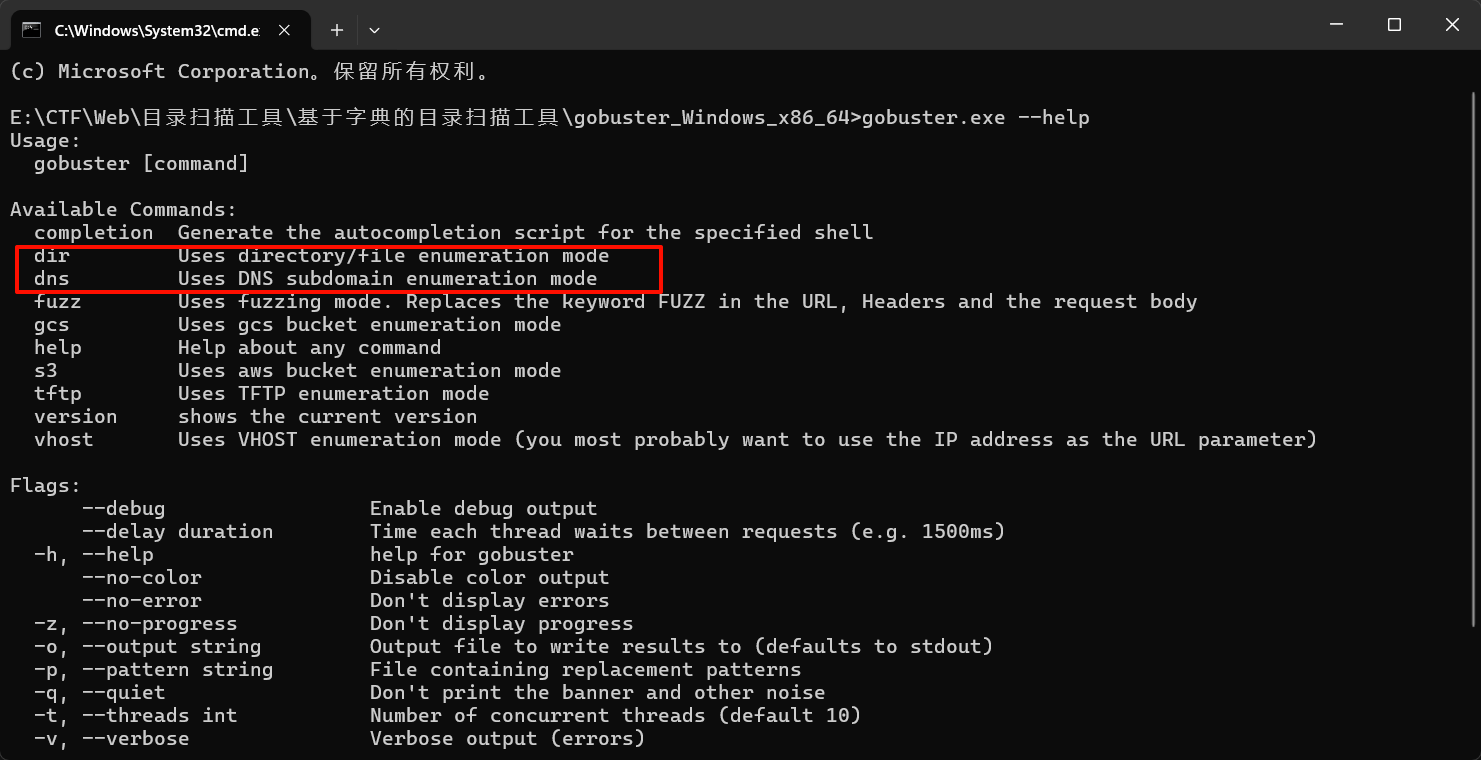 C:\Windows\System32\cmd.e
(c) Microsoft Corporation。保留所有权利。
E:\CTF\Web\目录扫描工具\基于字典的目录扫描工具\gobuster_Windows_x86_64>gobuster.exe --help
Usage:
gobuster [command]
Available Commands:
completion  Generate the autocompletion script for the specified shell
dir         Uses directory/file enumeration mode
dns         Uses DNS subdomain enumeration mode
fuzz        Uses fuzzing mode. Replaces the keyword FUZZ in the URL, Headers and the request body
gcs         Uses gcs bucket enumeration mode
help        Help about any command
s3          Uses aws bucket enumeration mode
tftp        Uses TFTP enumeration mode
version     shows the current version
vhost       Uses VHOST enumeration mode (you most probably want to use the IP address as the URL parameter)
Flags:
--debug                 Enable debug output
--delay duration        Time each thread waits between requests (e.g. 1500ms)
-h, --help                  help for gobuster
--no-color              Disable color output
--no-error              Don't display errors
-z, --no-progress           Don't display progress
-o, --output string         Output file to write results to (defaults to stdout)
-p, --pattern string        File containing replacement patterns
-q, --quiet                 Don't print the banner and other noise
-t, --threads int           Number of concurrent threads (default 10)
-v, --verbose               Verbose output (errors)